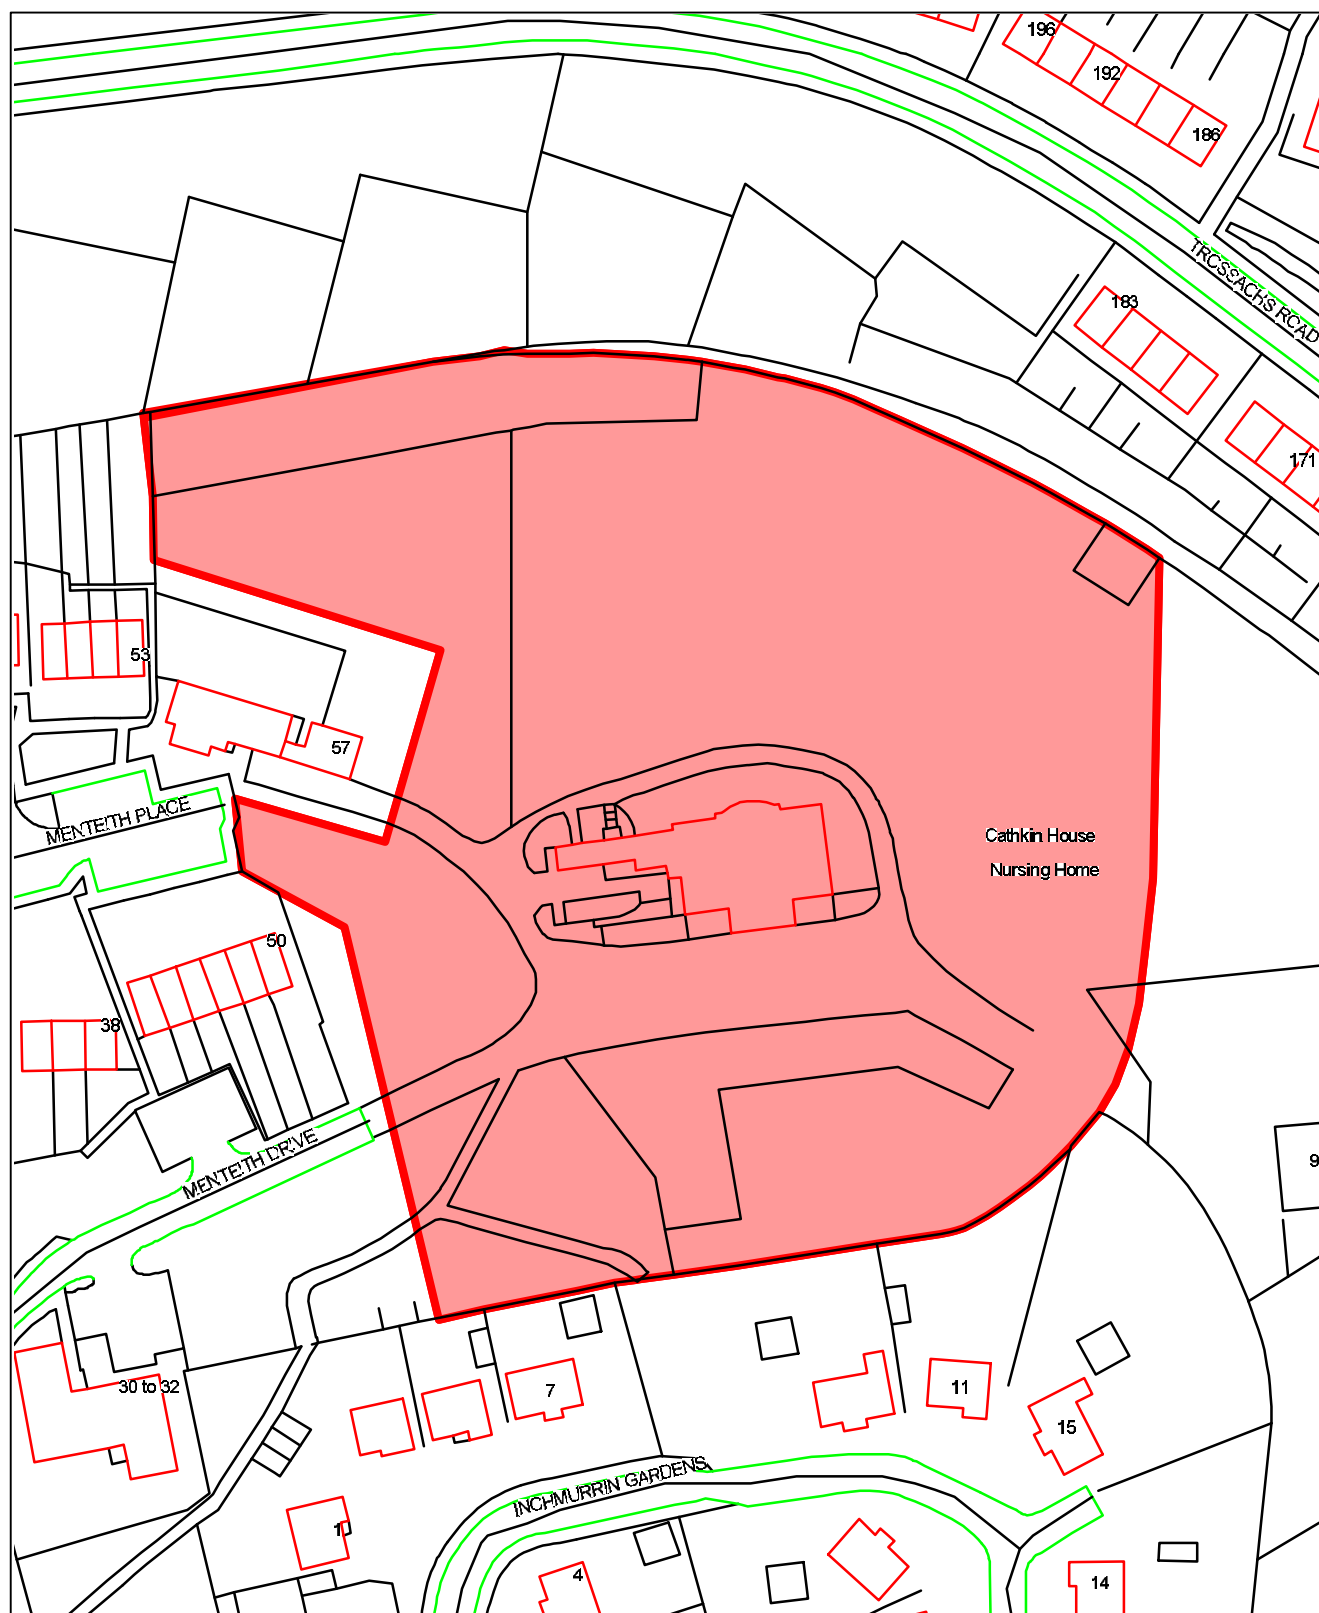 196
192
186
TROSSACHS ROAD
183
171
53
57
MENTEITH PLACE
Cathkin House
Nursing Home
50
38
MENTEITH DRIVE
9
30 to 32
7
11
15
INCHMURRIN GARDENS
1
4
14